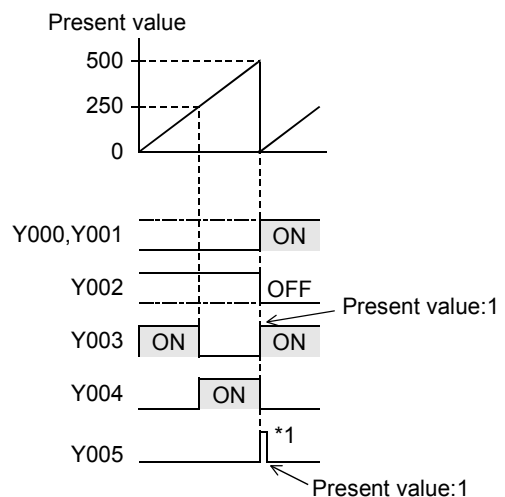 Present value
500
250
0
Y000,Y001 ON
Y002 OFF
Present value:1
Y003 ON ON
Y004 ON
Y005 *1
Present value:1